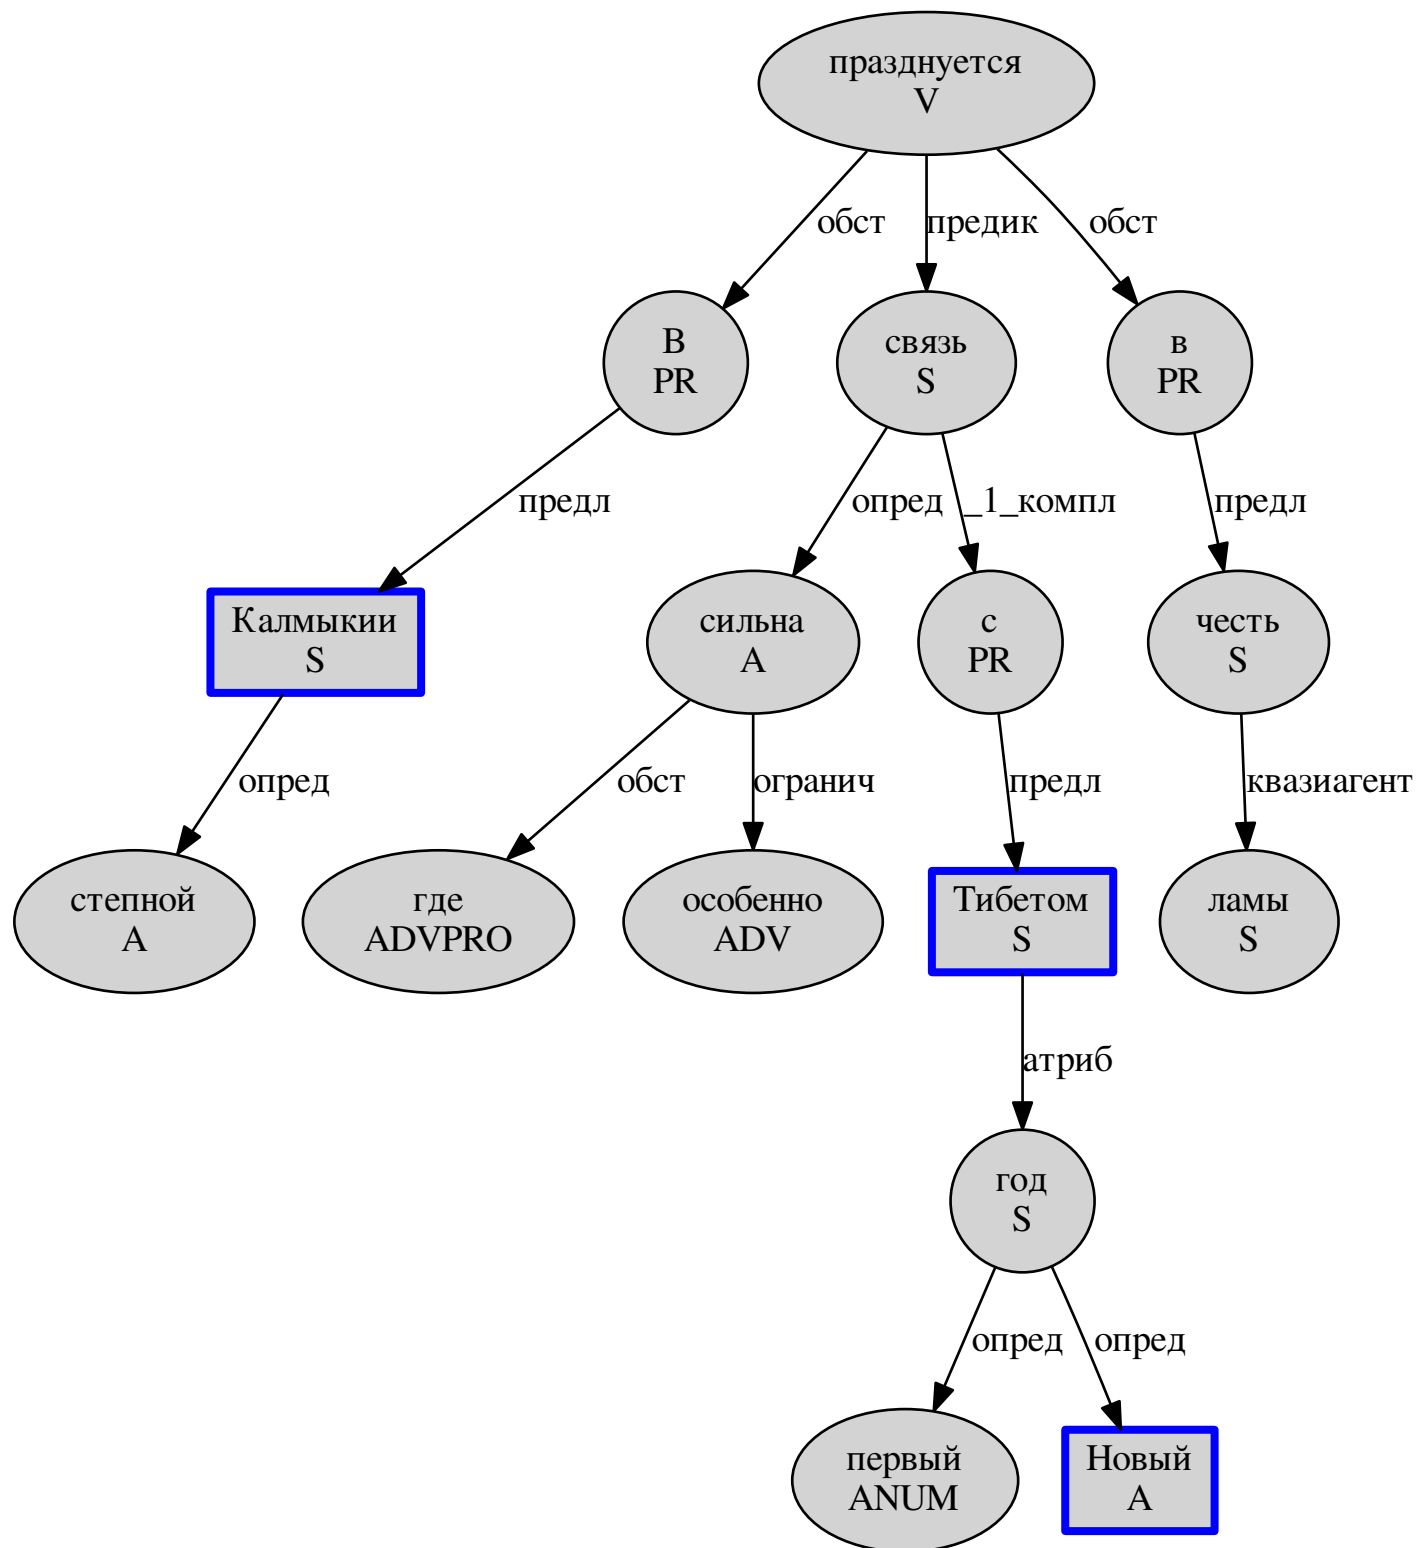 празднуется
V
обст
предик
обст
В
PR
связь
S
в
PR
предл
опред
_1_компл
предл
Калмыкии
S
сильна
A
с
PR
честь
S
опред
обст
огранич
предл
квазиагент
степной
A
где
ADVPRO
особенно
ADV
Тибетом
S
ламы
S
атриб
год
S
опред
опред
первый
ANUM
Новый
A